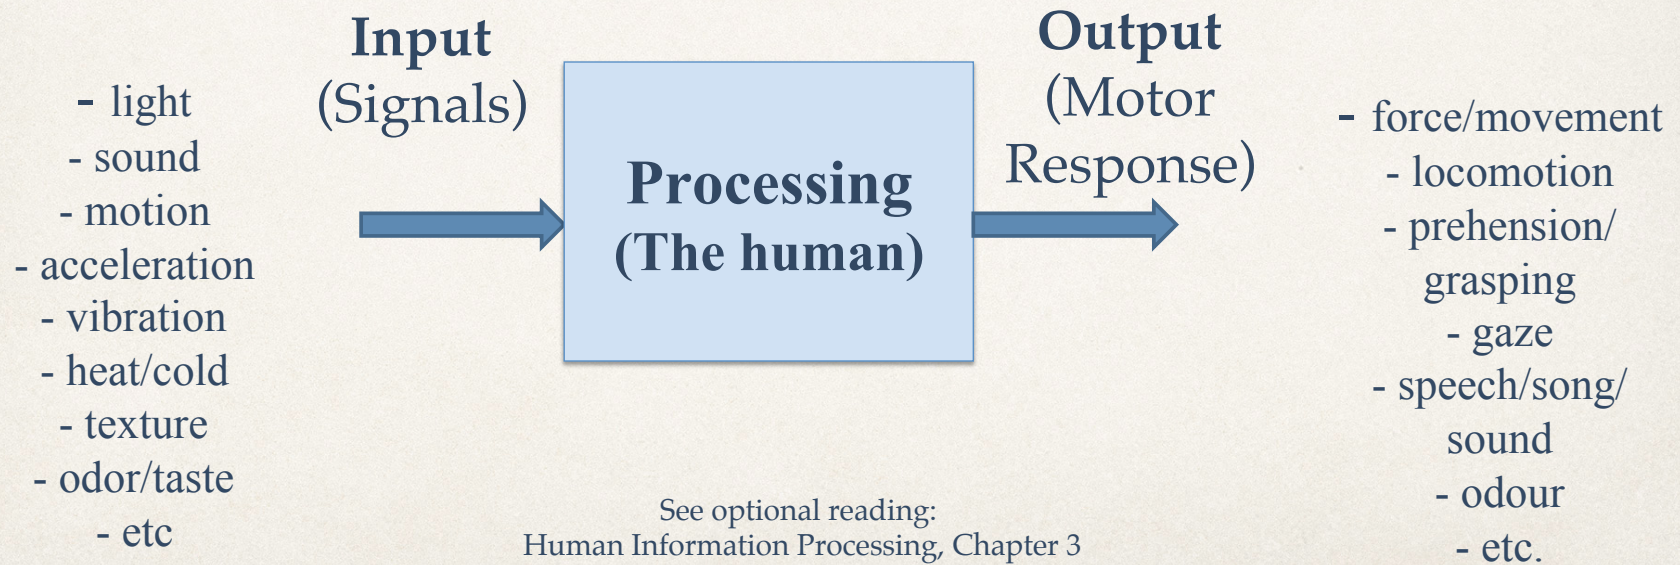 Input
(Signals)
- light
- sound
- motion
- acceleration
- vibration
- heat/cold
- texture
- odor/taste
- etc
Processing
(The human)
Output
(Motor
Response)
- force/movement
- locomotion
- prehension/
grasping
- gaze
- speech/song/
sound
- odour
- etc.
See optional reading:
Human Information Processing, Chapter 3